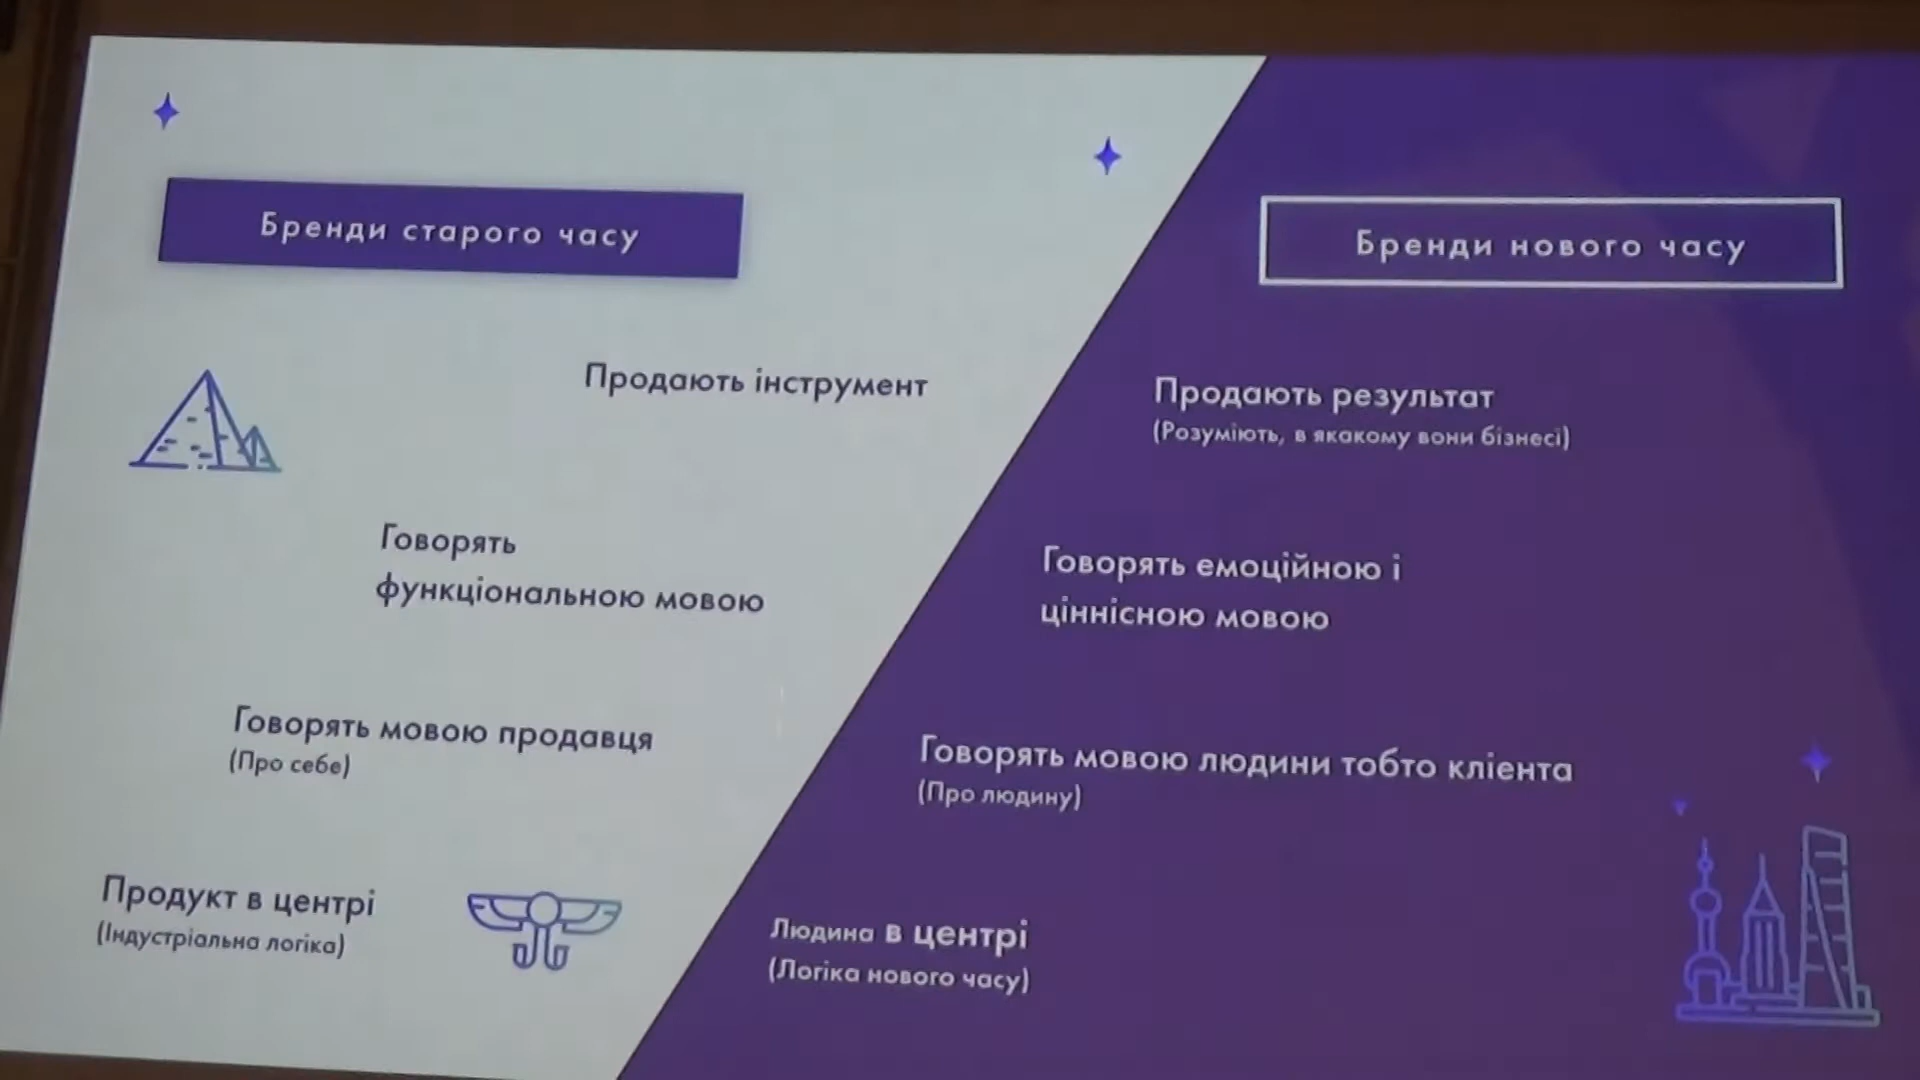 Бренди старого часу
Продають інструмент
Говорять
функціональною мовою
Говорять мовою продавця
(Про себе)
Продукт в центрі
(Індустріальна логіка)
Бренди нового часу
Продають результат
(Розуміють, в якакому вони бізнесі)
Говорять емоційною і
ціннісною мовою
Говорять мовою людини тобто клієнта
(Про людину)
Людина в центрі
(Логіка нового часу)